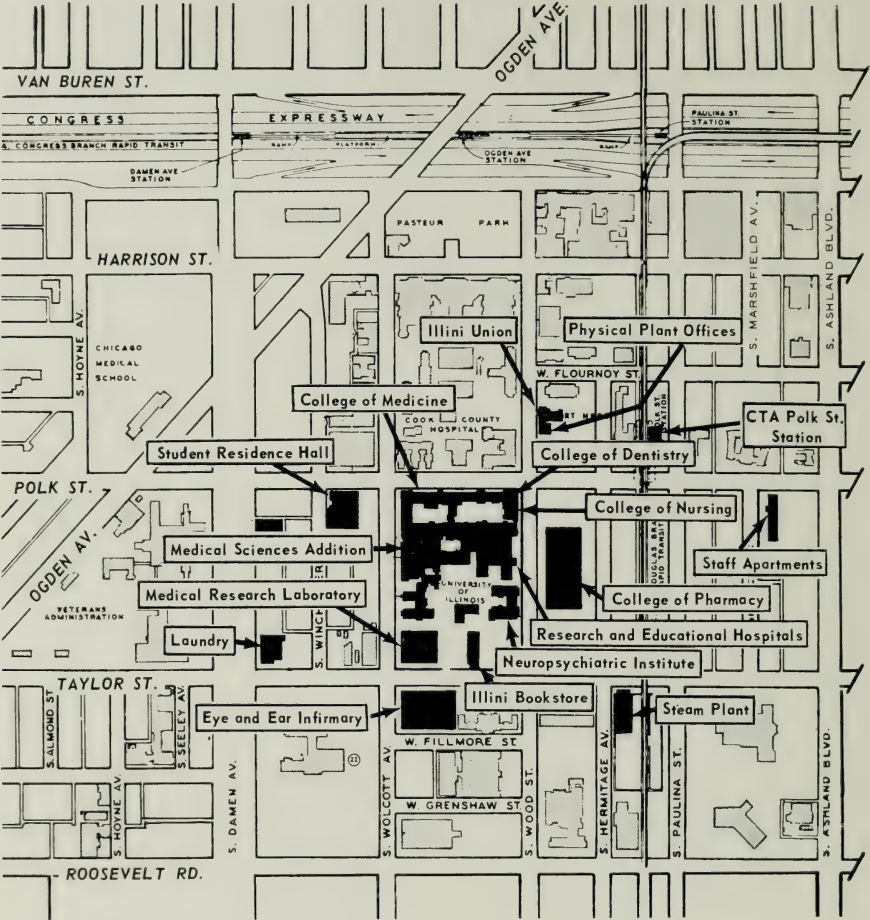 OGDEN AVE.
VAN BUREN ST.
CONGRESS EXPRESSWAY
PAULINA ST.
STATION
A. CONGRESS BRANCH RAPID TRANSIT
RAMP
PLATFORM
RAMP
DAMEN AVE
STATION
OGDEN AVE
STATION
PASTEUR PARK
HARRISON ST.
S. HOYNE AV.
S. MARSHFIELD AV.
S. ASHLAND BLVD.
CHICAGO
MEDICAL
SCHOOL
Illini Union
Physical Plant Offices
W. FLOURNOY ST.
College of Medicine
COOK COUNTY
HOSPITAL
CTA Polk St.
Station
Student Residence Hall
College of Dentistry
POLK ST.
College of Nursing
OGDEN AV.
Medical Sciences Addition
Staff Apartments
Medical Research Laboratory
UNIVERSITY
OF
ILLINOIS
College of Pharmacy
VETERANS
ADMINISTRATION
Laundry
Research and Educational Hospitals
Neuropsychiatric Institute
TAYLOR ST.
Illini Bookstore
Eye and Ear Infirmary
Steam Plant
S. ALMOND ST
S. SEELEY AV.
W. FILLMORE ST.
22
S. HOYNE AV.
S. DAMEN AV.
S. WOLCOTT AV.
W. GRENSHAW ST.
S. WOOD ST.
S. HERMITAGE AV.
S. PAULINA ST.
S. ASHLAND BLVD.
ROOSEVELT RD.